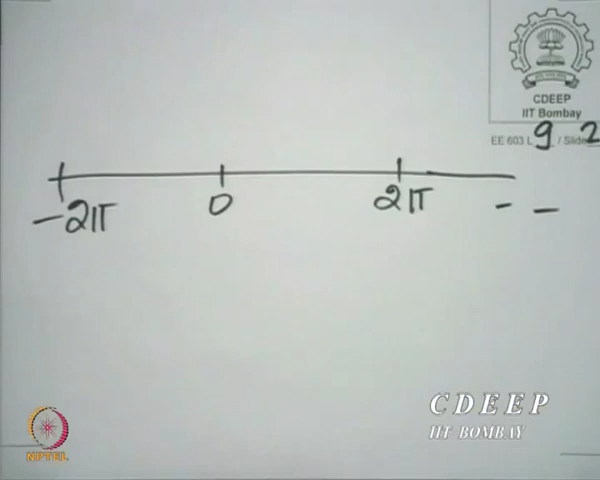 CDEEP
IIT Bombay
EE 603 L 9 / Slide 2
-2π 0 2π - -
CDEEP
IIT BOMBAY
NPTEL